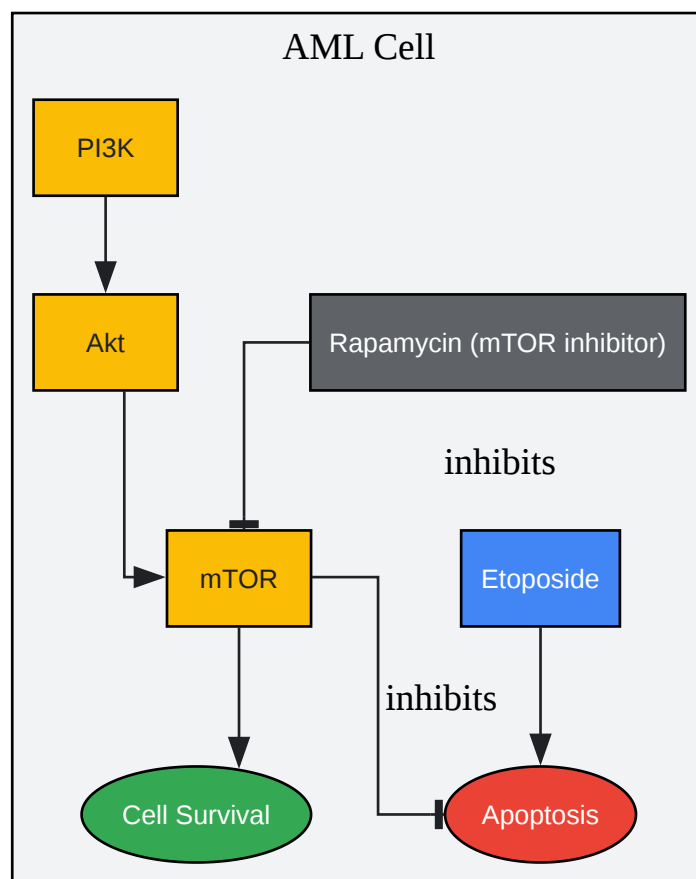 AML Cell
PI3K
Akt
Rapamycin (mTOR inhibitor)
inhibits
mTOR
Etoposide
inhibits
Cell Survival
Apoptosis